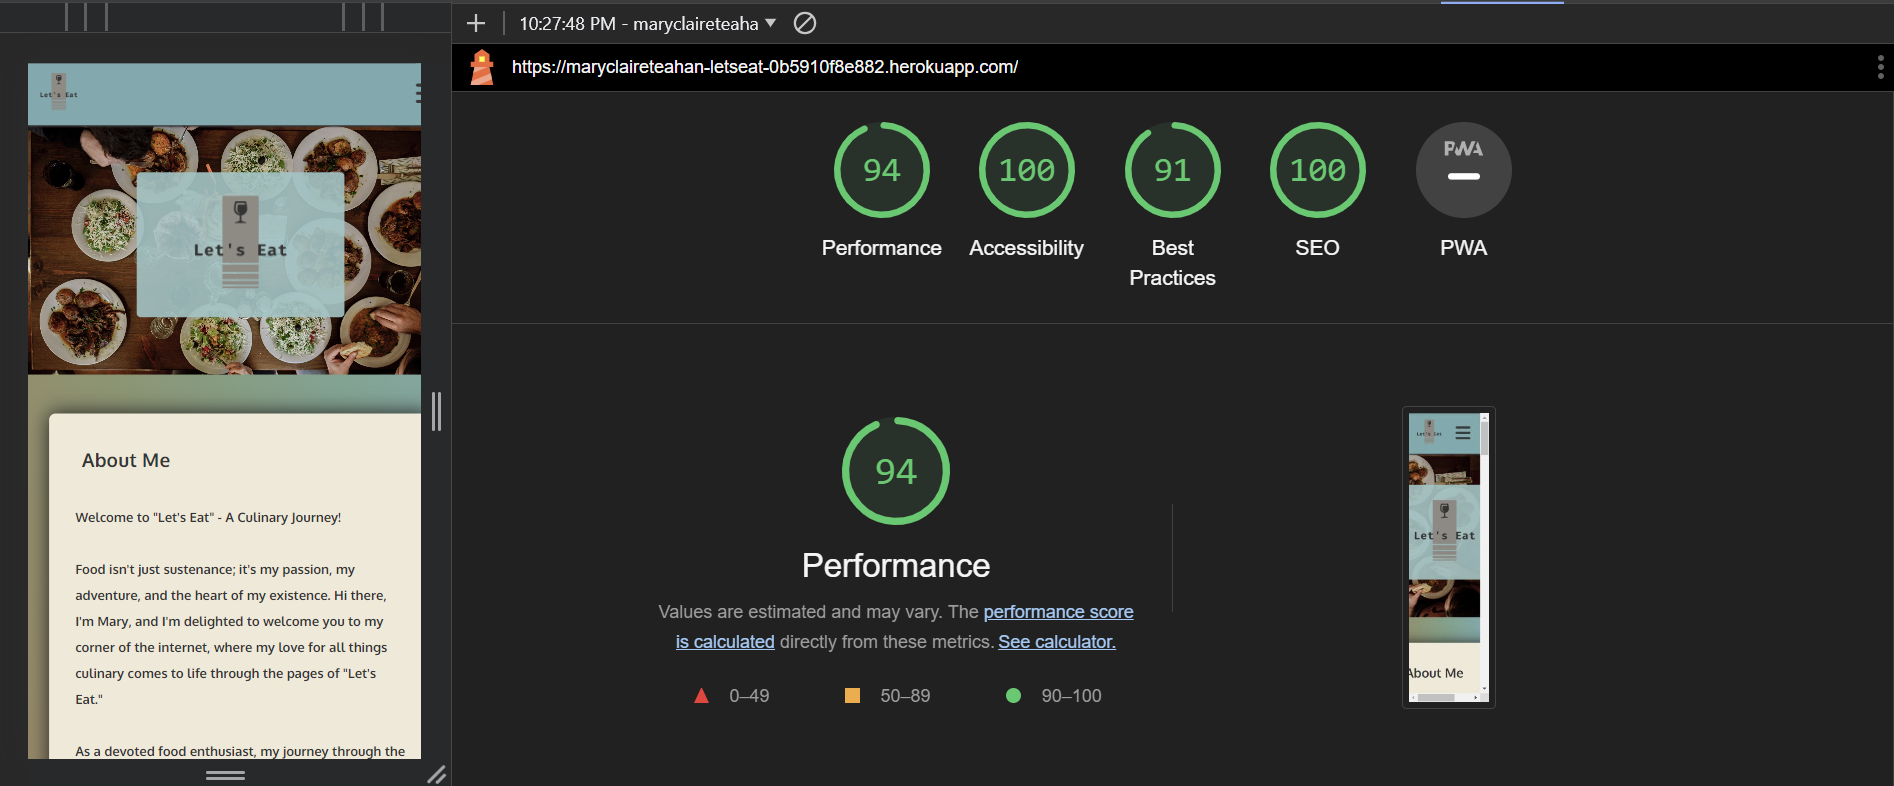 10:27:48 PM - maryclaireteaha
https://maryclaireteahan-letseat-0b5910f8e882.herokuapp.com/
Let's Eat
Let's Eat
About Me
Welcome to "Let's Eat" - A Culinary Journey!
Food isn't just sustenance; it's my passion, my
adventure, and the heart of my existence. Hi there,
I'm Mary, and I'm delighted to welcome you to my
corner of the internet, where my love for all things
culinary comes to life through the pages of "Let's
Eat."
As a devoted food enthusiast, my journey through the
94
100
91
100
PWA
Performance
Accessibility
Best
Practices
SEO
PWA
94
Performance
Values are estimated and may vary. The performance score
is calculated directly from these metrics. See calculator.
0–49
50–89
90–100
Let's Eat
Let's Eat
About Me